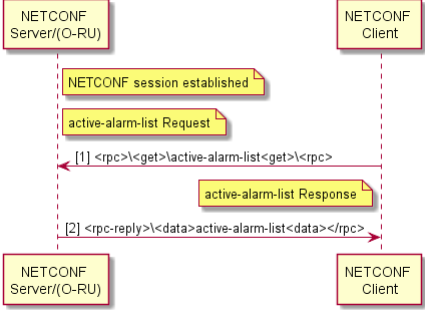 NETCONF
Server/(O-RU)
NETCONF
Client
NETCONF session established
active-alarm-list Request
[1] <rpc>\<get>\active-alarm-list<get>\<rpc>
active-alarm-list Response
[2] <rpc-reply>\<data>active-alarm-list<data></rpc>
NETCONF
Server/(O-RU)
NETCONF
Client